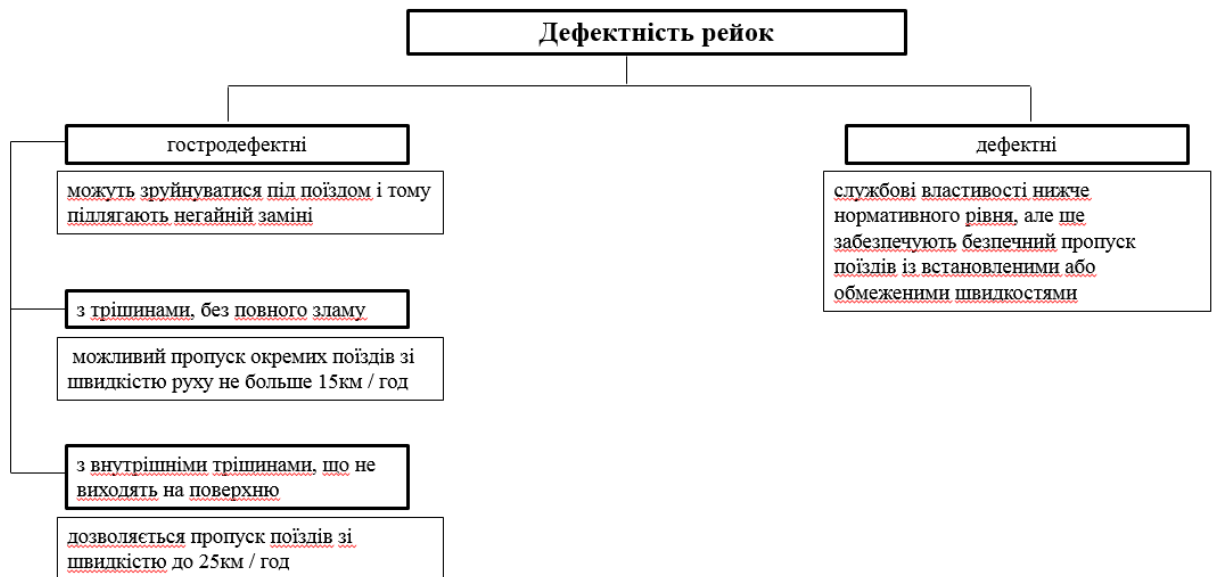 Дефектність рейок
гостродефектні
можуть зруйнуватися під поїздом і тому
підлягають негайній заміні
з тріщинами, без повного зламу
можливий пропуск окремих поїздів зі
швидкістю руху не больше 15км / год
з внутрішніми тріщинами, що не
виходять на поверхню
дозволяється пропуск поїздів зі
швидкістю до 25км / год
дефектні
службові властивості нижче
нормативного рівня, але ще
забезпечують безпечний пропуск
поїздів із встановленими або
обмеженими швидкостями